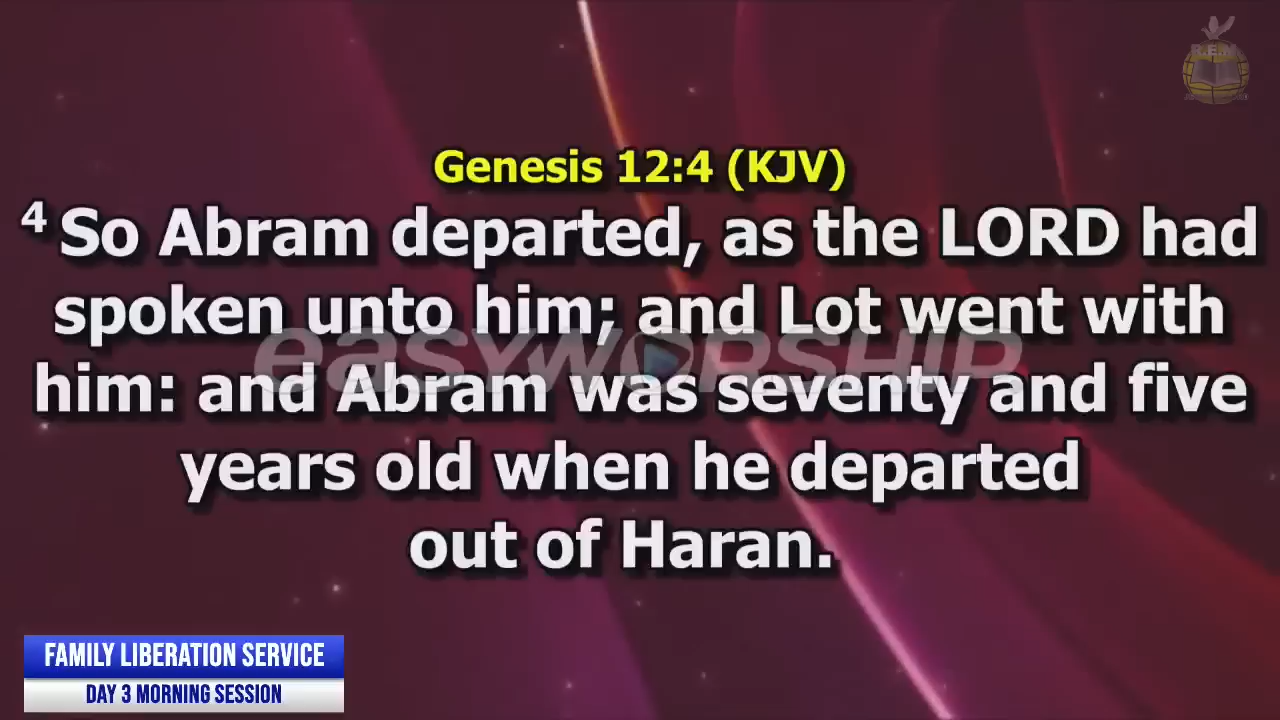 R.E.M
Genesis 12:4 (KJV)
4 So Abram departed, as the LORD had
spoken unto him; and Lot went with
him: and Abram was seventy and five
years old when he departed
out of Haran.
easyworship
FAMILY LIBERATION SERVICE
DAY 3 MORNING SESSION